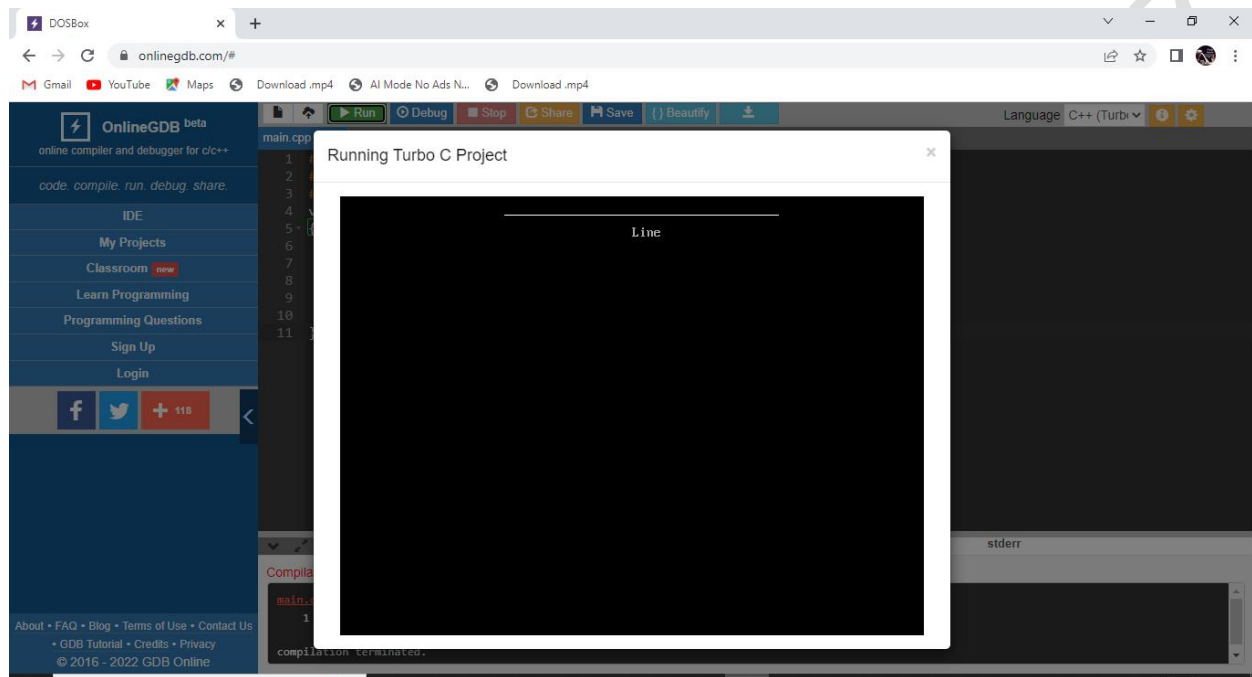 DOSBox
onlinegdb.com/#
Gmail YouTube Maps Download .mp4 AI Mode No Ads N... Download .mp4
OnlineGDB beta
online compiler and debugger for c/c++
code. compile. run. debug. share.
IDE
My Projects
Classroom new
Learn Programming
Programming Questions
Sign Up
Login
f + 118
About • FAQ • Blog • Terms of Use • Contact Us
• GDB Tutorial • Credits • Privacy
© 2016 - 2022 GDB Online
Run Debug Stop Share Save { } Beautify
Language C++ (Turb
main.cpp
1 #
2 #
3 #
4 v
5 {
6
7
8
9
10
11 }
Running Turbo C Project ×
Line
stderr
Compila
main.c
1
compilation terminated.